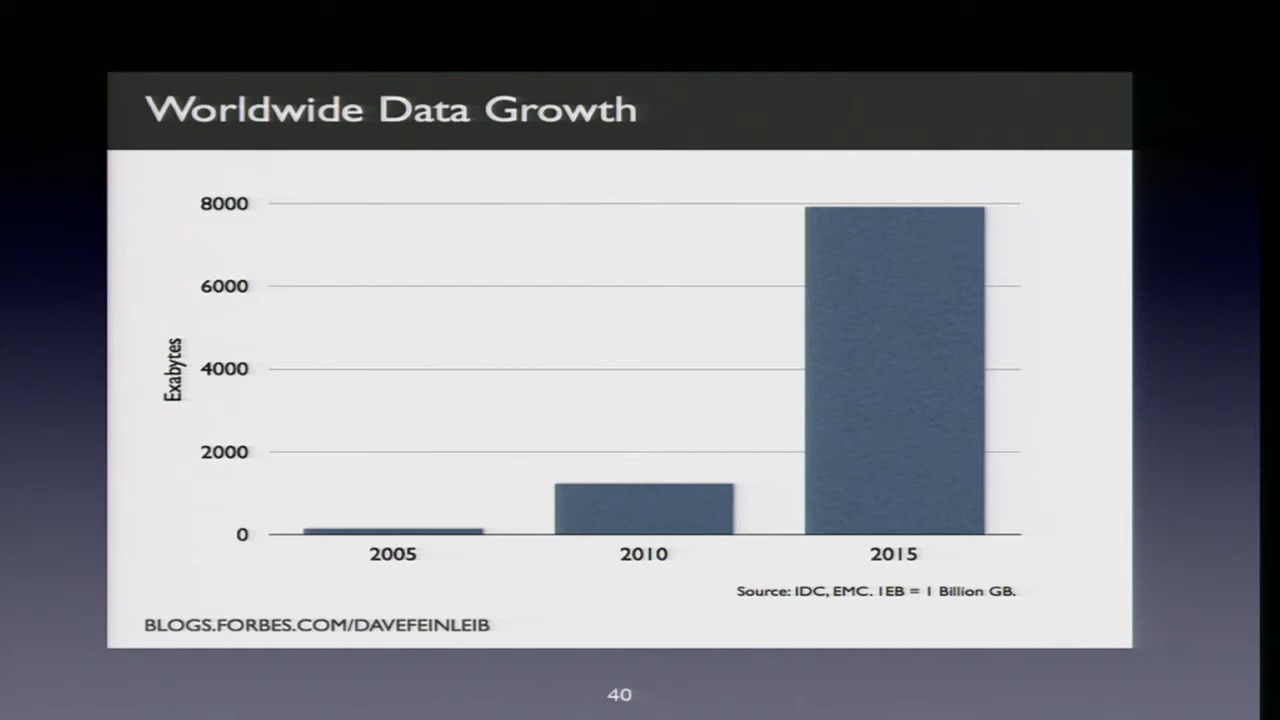 Worldwide Data Growth
8000
6000
4000
2000
0
Exabytes
2005 2010 2015
Source: IDC, EMC. 1EB = 1 Billion GB.
BLOGS.FORBES.COM/DAVEFEINLEIB
40